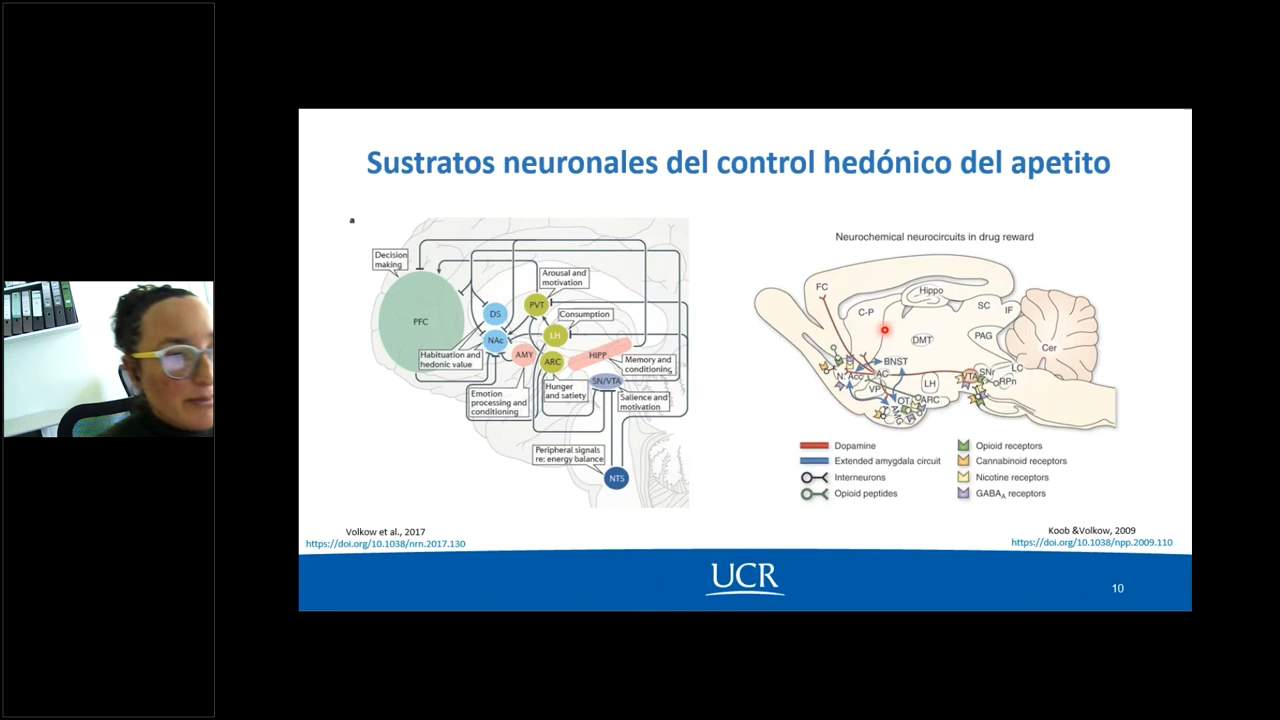 Sustratos neuronales del control hedónico del apetito
a
Decision
making
PFC
DS
NAc
PVT
Arousal and
motivation
Consumption
LH
AMY
ARC
HIPP
Memory and
conditioning
Habituation and
hedonic value
SN/VTA
Hunger
and satiety
Emotion
processing and
conditioning
Salience and
motivation
Peripheral signals
re: energy balance
NTS
Volkow et al., 2017
https://doi.org/10.1038/nrn.2017.130
Neurochemical neurocircuits in drug reward
FC
Hippo
C-P
SC
IF
DMT
PAG
Cer
BNST
N Acc
AC
VTA
SNr
LC
RPn
VP
LH
OT
ARC
Dopamine
Extended amygdala circuit
Interneurons
Opioid peptides
Opioid receptors
Cannabinoid receptors
Nicotine receptors
GABAA receptors
Koob &Volkow, 2009
https://doi.org/10.1038/npp.2009.110
UCR
10